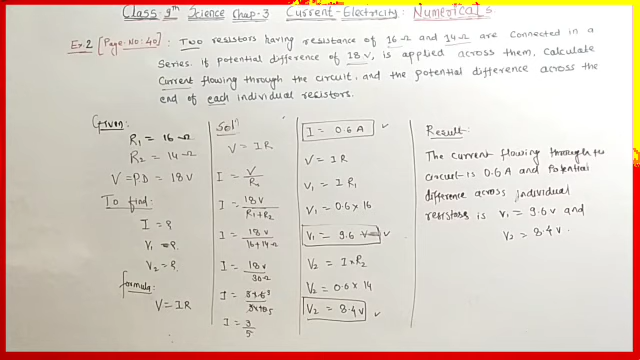 Class 9th Science Chap-3 Current-Electricity: Numericals
Ex.2 [Page No: 40] : Two resistors having resistance of 16 Ω and 14 Ω are connected in a
Series. If potential difference of 18 v, is applied across them, Calculate
Current flowing through the circuit, and the potential difference across the
end of each individual resistors.
Given:
R1 = 16 Ω
R2 = 14 Ω
V = P.D = 18V
To find:
I = ?
V1 = ?
V2 = ?
formula:
V = IR
Soln
V = IR
I = V/Rs
I = 18V/R1+R2
I = 18V/16+14Ω
I = 18V/30Ω
I = 3/5
I = 0.6 A
V = IR
V1 = I R1
V1 = 0.6 × 16
V1 = 9.6 V
V2 = I × R2
V2 = 0.6 × 14
V2 = 8.4 V
Result:
The current flowing through the
circuit is 0.6 A and Potential
difference across individual
resistors is V1 = 9.6 v and
V2 = 8.4 v.